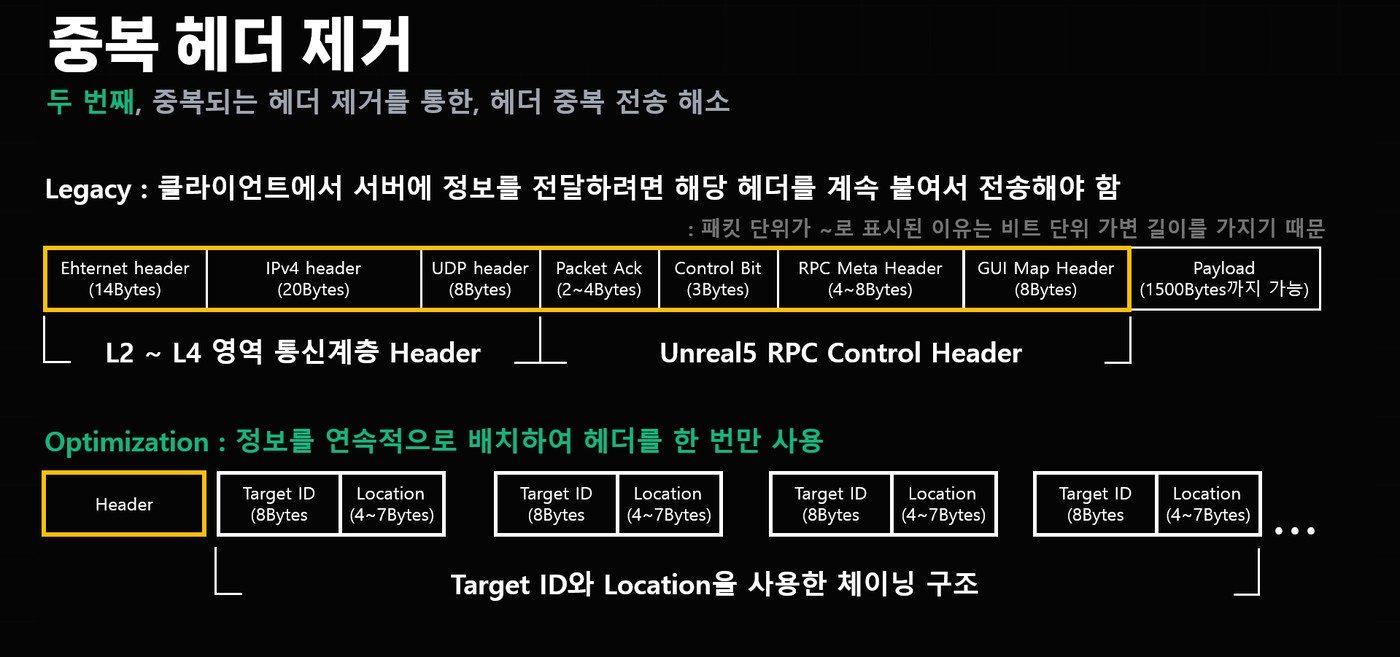 중복 헤더 제거
두 번째, 중복되는 헤더 제거를 통한, 헤더 중복 전송 해소
Legacy : 클라이언트에서 서버에 정보를 전달하려면 해당 헤더를 계속 붙여서 전송해야 함
: 패킷 단위가 ~로 표시된 이유는 비트 단위 가변 길이를 가지기 때문
Ehternet header
(14Bytes)
IPv4 header
(20Bytes)
UDP header
(8Bytes)
Packet Ack
(2~4Bytes)
Control Bit
(3Bytes)
RPC Meta Header
(4~8Bytes)
GUI Map Header
(8Bytes)
Payload
(1500Bytes까지 가능)
L2 ~ L4 영역 통신계층 Header
Unreal5 RPC Control Header
Optimization : 정보를 연속적으로 배치하여 헤더를 한 번만 사용
Header
Target ID
(8Bytes
Location
(4~7Bytes)
Target ID
(8Bytes
Location
(4~7Bytes)
Target ID
(8Bytes
Location
(4~7Bytes)
Target ID
(8Bytes
Location
(4~7Bytes)
...
Target ID와 Location을 사용한 체이닝 구조